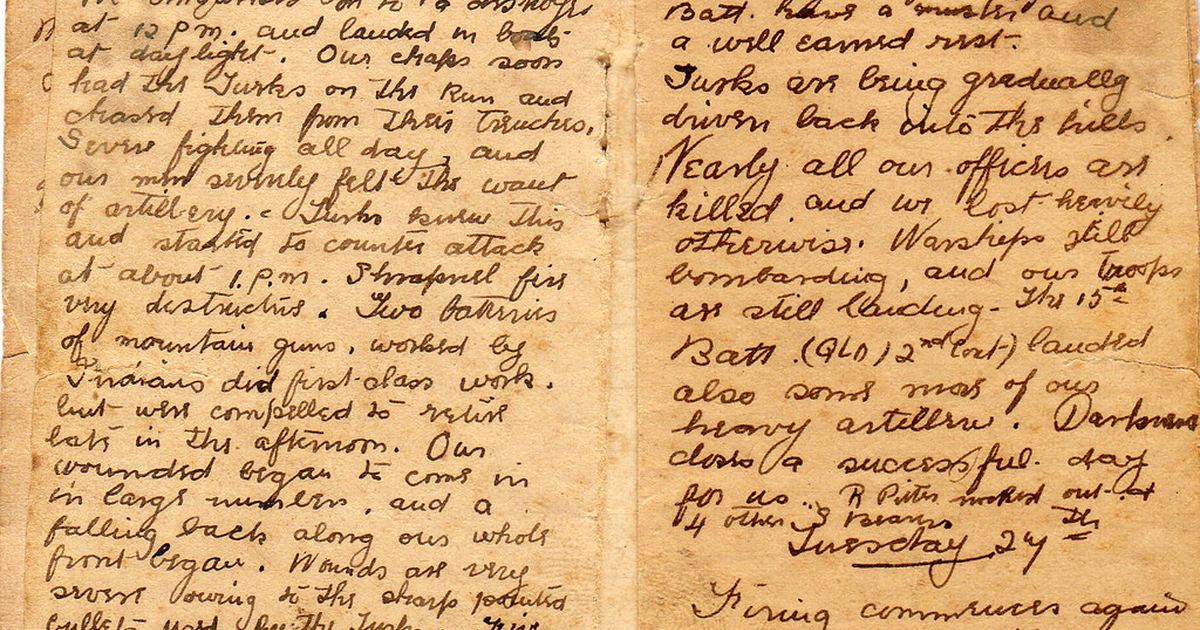 at 12 p.m. and landed in boats
at daylight. Our chaps soon
had the Turks on the run and
chased them from their trenches.
Severe fighting all day, and
our men severely felt the want
of artillery. Turks knew this
and started to counter attack
at about 1.p.m. Shrapnel fire
very destructive. Two batteries
of mountain guns, worked by
Indians did first-class work.
but were compelled to retire
late in the afternoon. Our
wounded began to come in
in large numbers, and a
falling back along our whole
front began. Wounds are very
severe owing to the sharp pointed
bullets used by the Turks.
Batt. have a and
a well earned rest.
Turks are being gradually
driven back into the hills.
Nearly all our officers are
killed, and we lost heavily
otherwise. Warships still
bombarding, and our troops
are still landing. The 15th
Batt. (QLD) 2nd Cont) landed
also some more of our
heavy artillery. Darkness
closes a successful day
for us. R out
4 other S Bearers
Tuesday 27th
Firing commences again